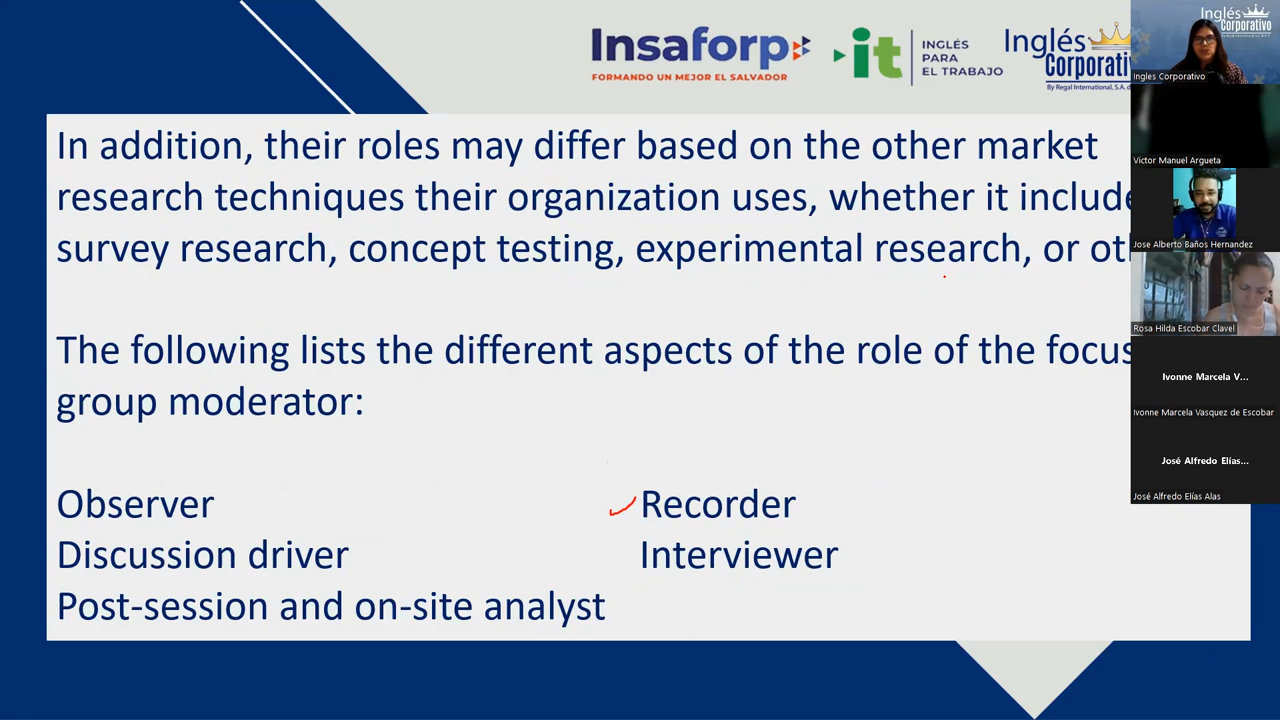 Insaforp
FORMANDO UN MEJOR EL SALVADOR
it
INGLÉS
PARA
EL TRABAJO
Inglés
Corporativ
By Regal International, S.A. d
In addition, their roles may differ based on the other market
research techniques their organization uses, whether it include
survey research, concept testing, experimental research, or ot
The following lists the different aspects of the role of the focus
group moderator:
Observer
Recorder
Discussion driver
Interviewer
Post-session and on-site analyst
Inglés
Corporativo
Ingles Corporativo
Victor Manuel Argueta
Jose Alberto Baños Hernandez
Rosa Hilda Escobar Clavel
Ivonne Marcela V...
Ivonne Marcela Vasquez de Escobar
José Alfredo Elías...
José Alfredo Elías Alas